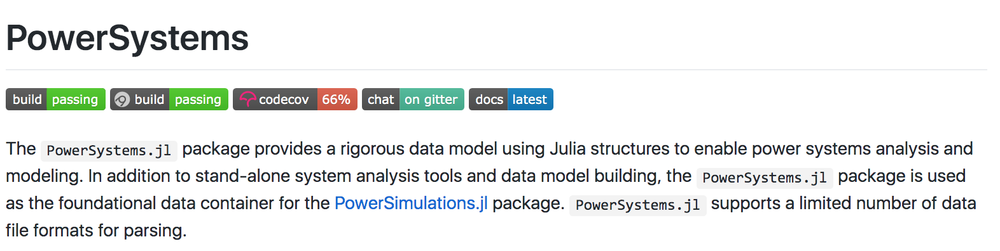 PowerSystems
build passing build passing codecov 66% chat on gitter docs latest
The PowerSystems.jl package provides a rigorous data model using Julia structures to enable power systems analysis and
modeling. In addition to stand-alone system analysis tools and data model building, the PowerSystems.jl package is used
as the foundational data container for the PowerSimulations.jl package. PowerSystems.jl supports a limited number of data
file formats for parsing.